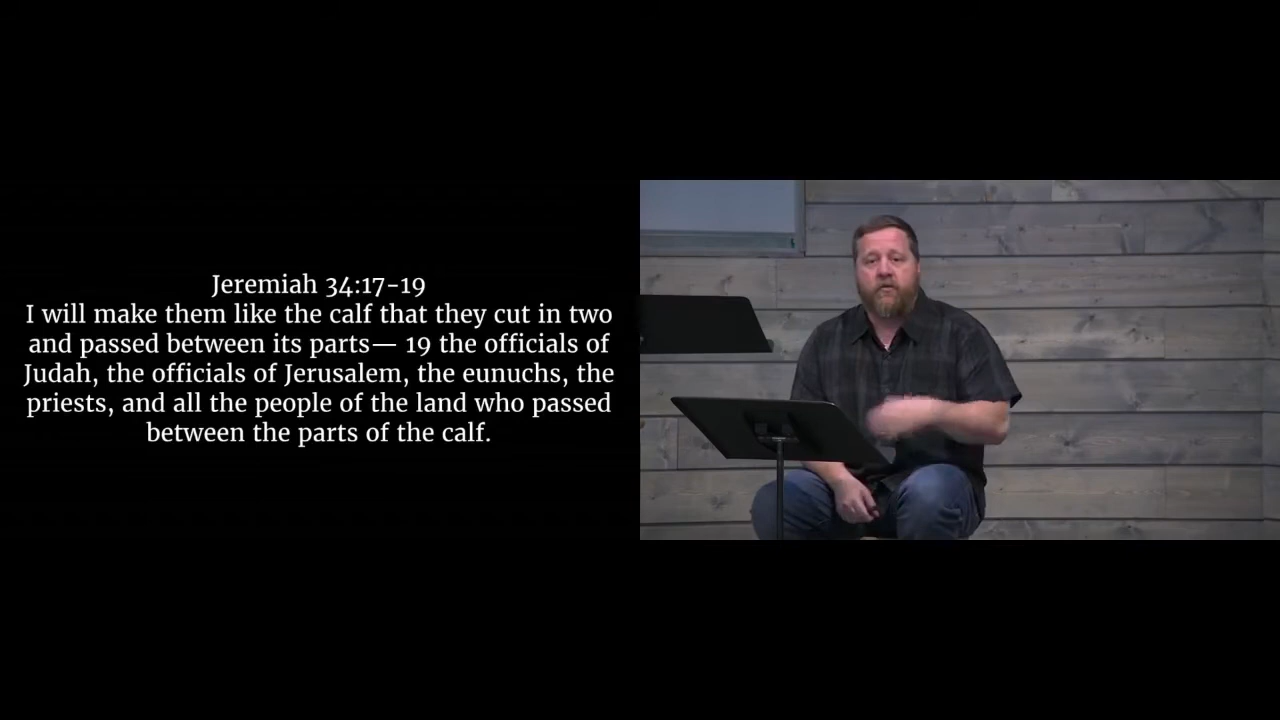 Jeremiah 34:17-19
I will make them like the calf that they cut in two
and passed between its parts— 19 the officials of
Judah, the officials of Jerusalem, the eunuchs, the
priests, and all the people of the land who passed
between the parts of the calf.